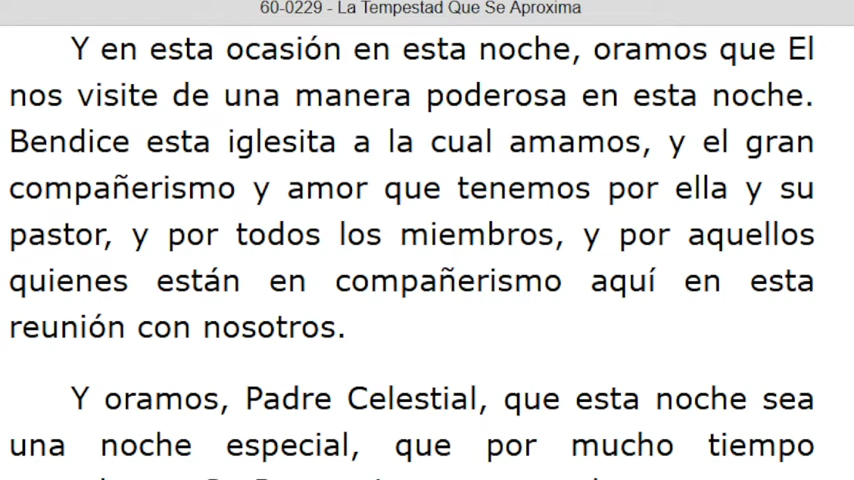 60-0229 - La Tempestad Que Se Aproxima
Y en esta ocasión en esta noche, oramos que El
nos visite de una manera poderosa en esta noche.
Bendice esta iglesita a la cual amamos, y el gran
compañerismo y amor que tenemos por ella y su
pastor, y por todos los miembros, y por aquellos
quienes están en compañerismo aquí en esta
reunión con nosotros.
Y oramos, Padre Celestial, que esta noche sea
una noche especial, que por mucho tiempo